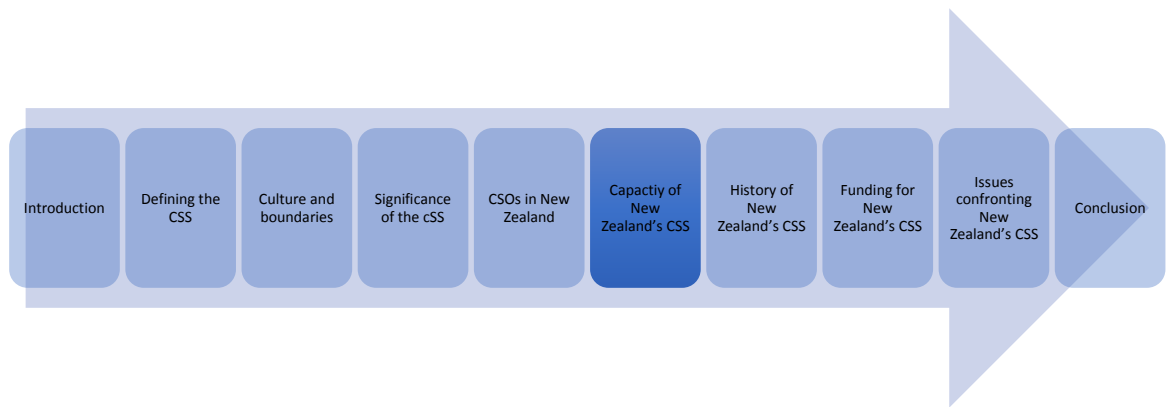 Introduction
Defining the
CSS
Culture and
boundaries
Significance
of the cSS
CSOs in New
Zealand
Capactiy of
New
Zealand's CSS
History of
New
Zealand's CSS
Funding for
New
Zealand's CSS
Issues
confronting
New
Zealand's CSS
Conclusion